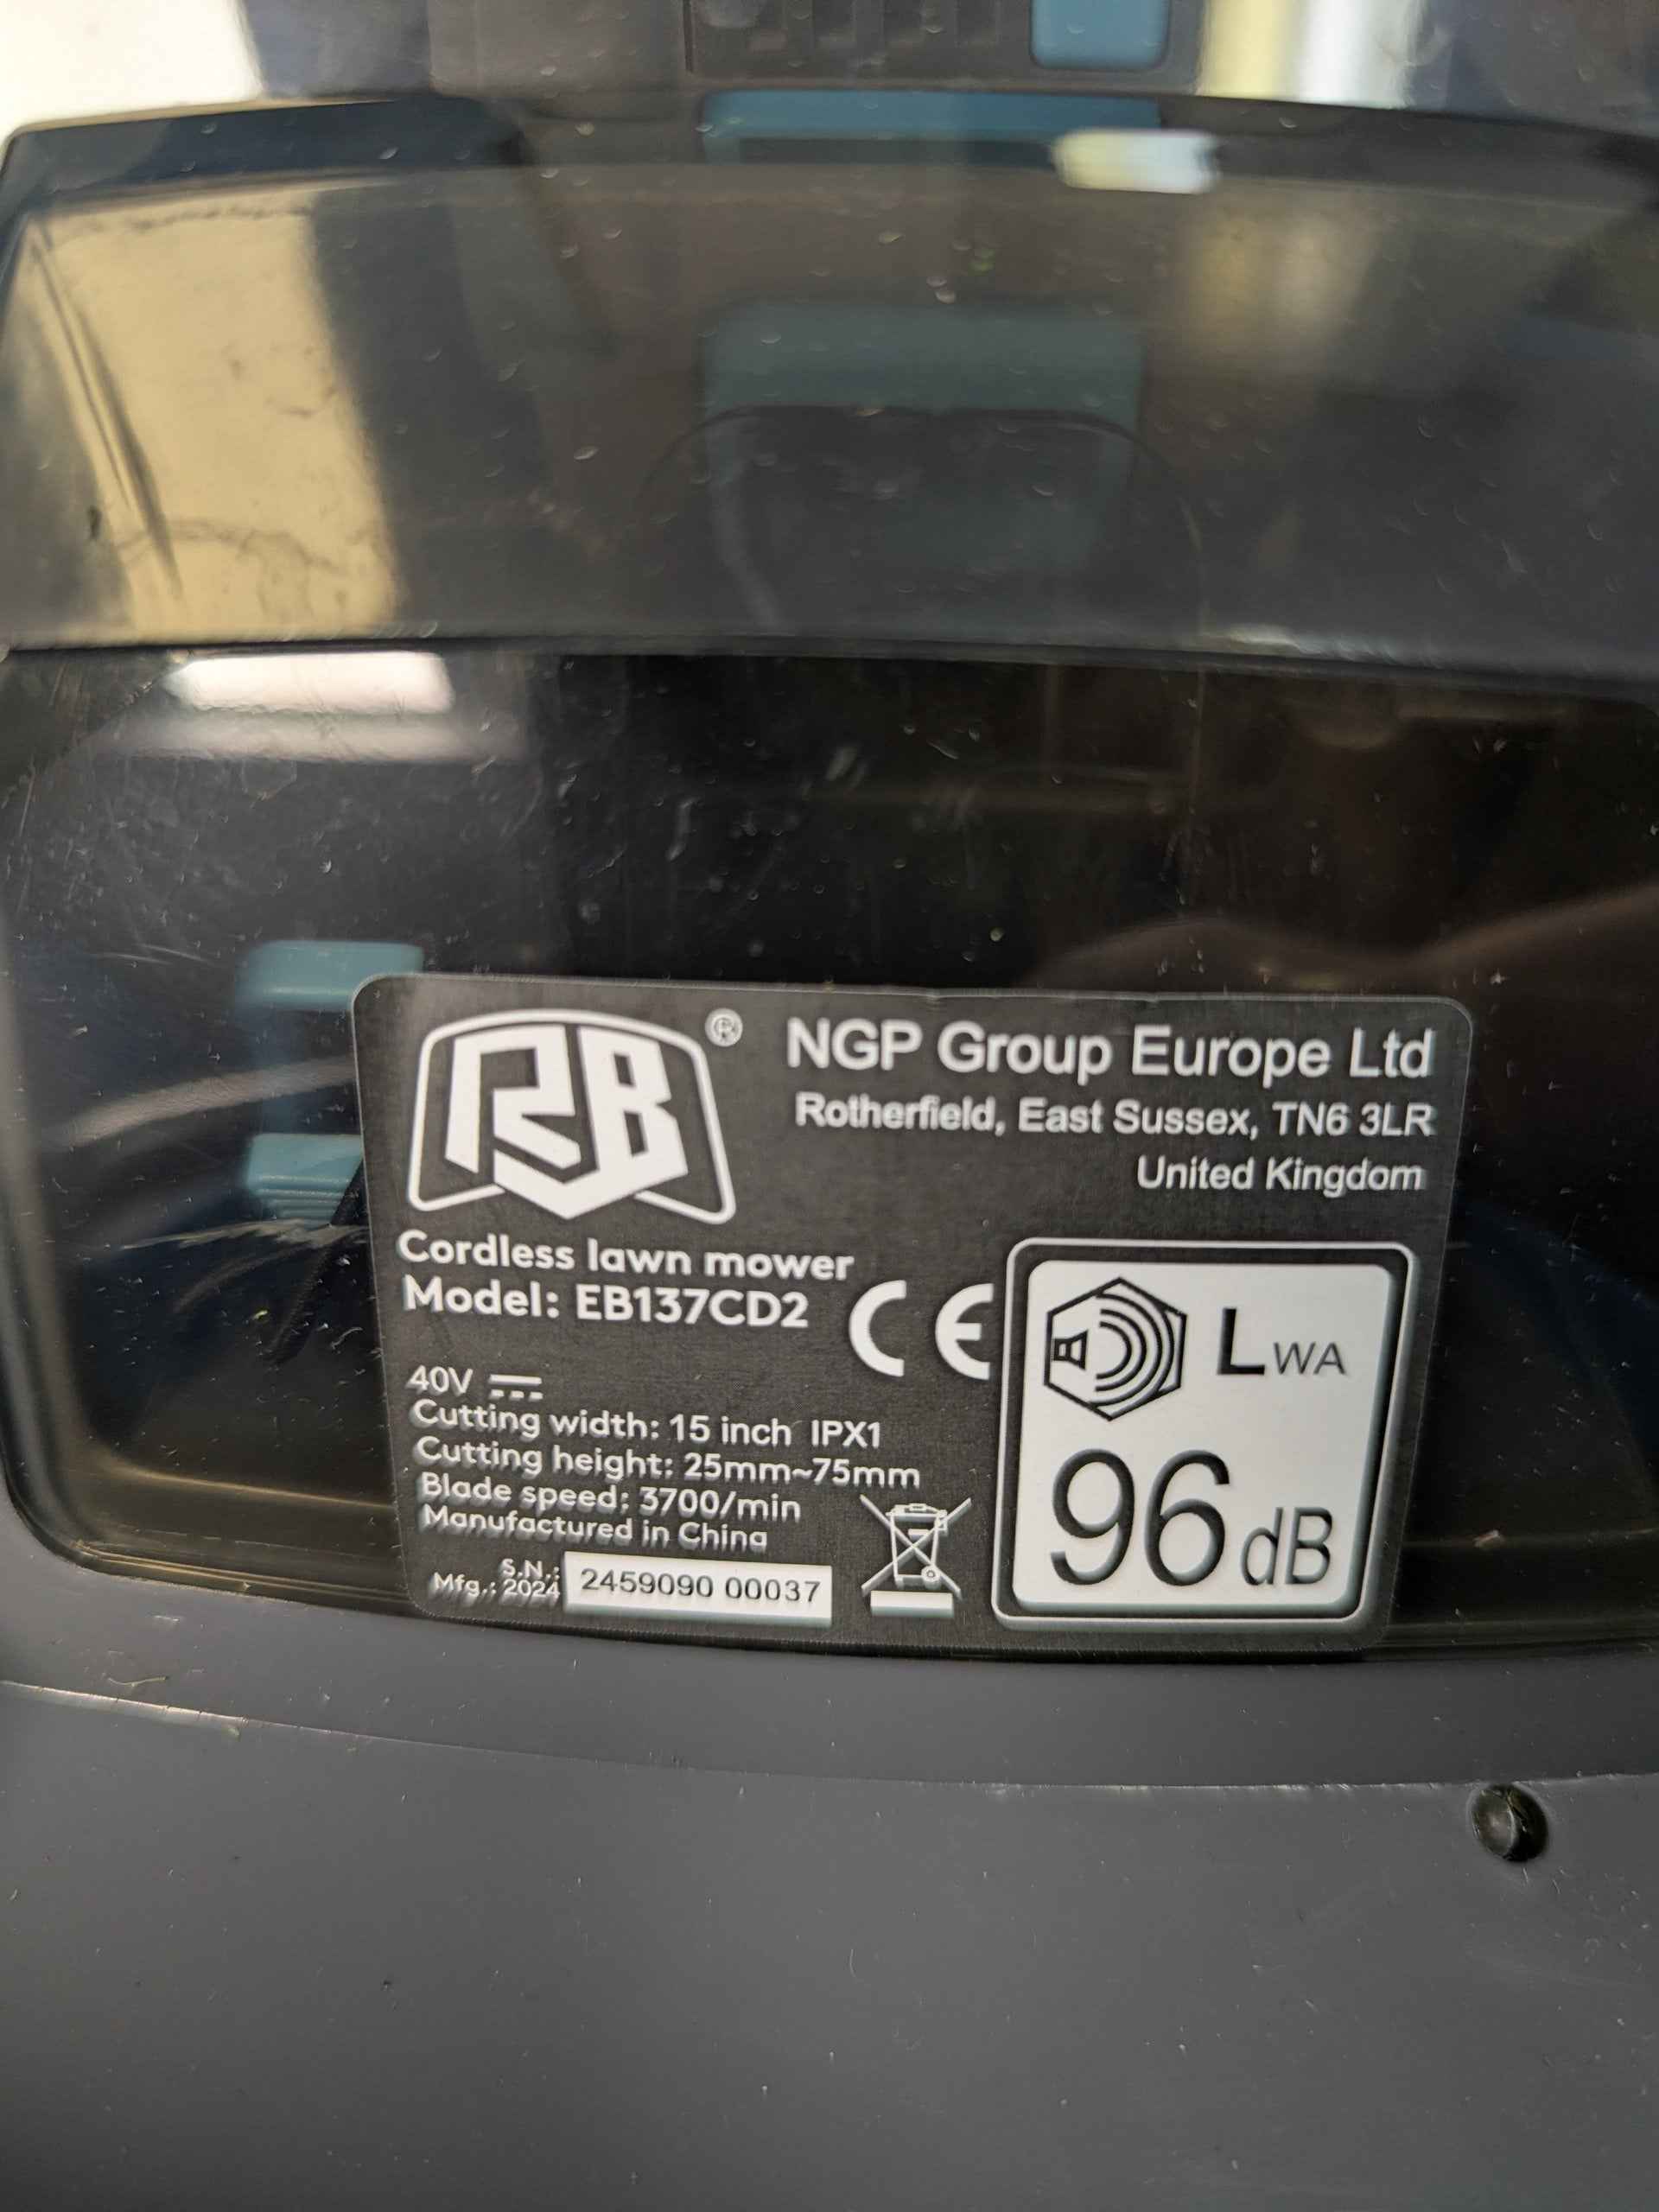 RB®
NGP Group Europe Ltd
Rotherfield, East Sussex, TN6 3LR
United Kingdom
Cordless lawn mower
Model: EB137CD2
CE
40V
Cutting width: 15 inch IPX1
Cutting height: 25mm~75mm
Blade speed: 3700/min
Manufactured in China
S.N.:
Mfg.: 2024
2459090 00037
LWA
96 dB